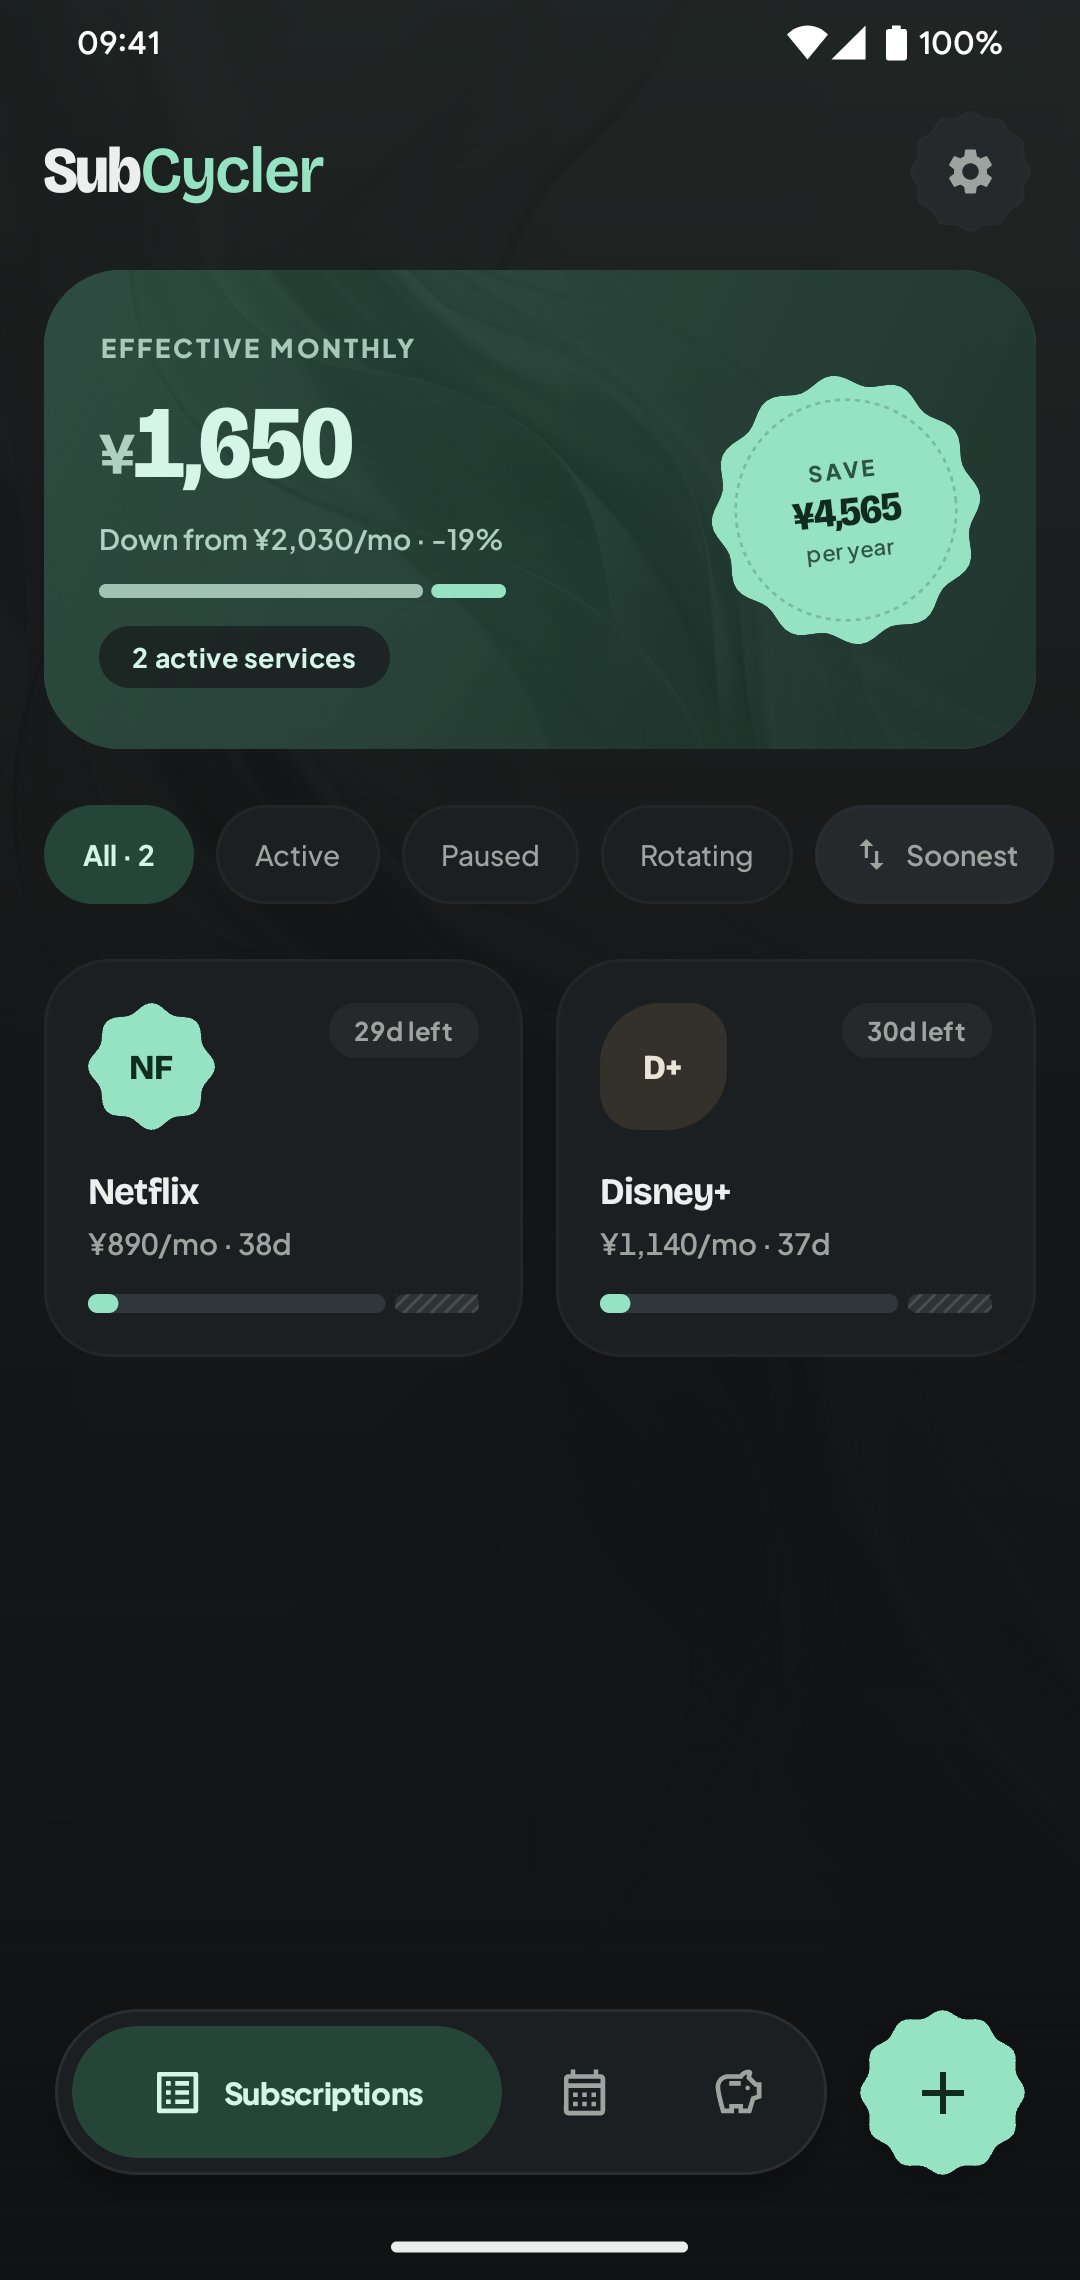 09:41
100%
SubCycler
EFFECTIVE MONTHLY
¥1,650
Down from ¥2,030/mo · -19%
2 active services
SAVE
¥4,565
per year
All · 2
Active
Paused
Rotating
Soonest
NF
29d left
Netflix
¥890/mo · 38d
D+
30d left
Disney+
¥1,140/mo · 37d
Subscriptions